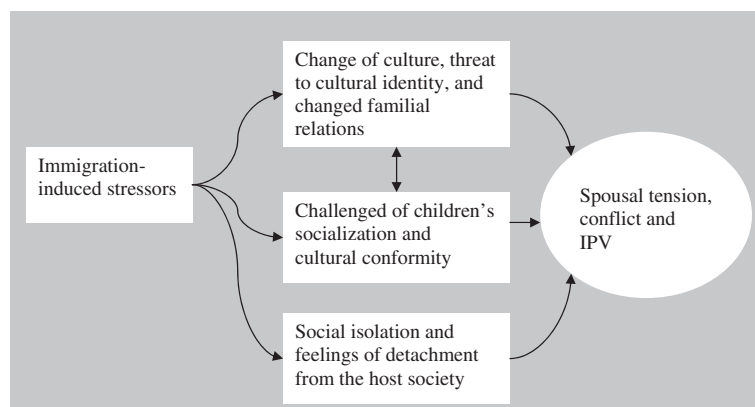 Change of culture, threat
to cultural identity, and
changed familial
relations
Immigration-
induced stressors
Challenged of children's
socialization and
cultural conformity
Social isolation and
feelings of detachment
from the host society
Spousal tension,
conflict and
IPV